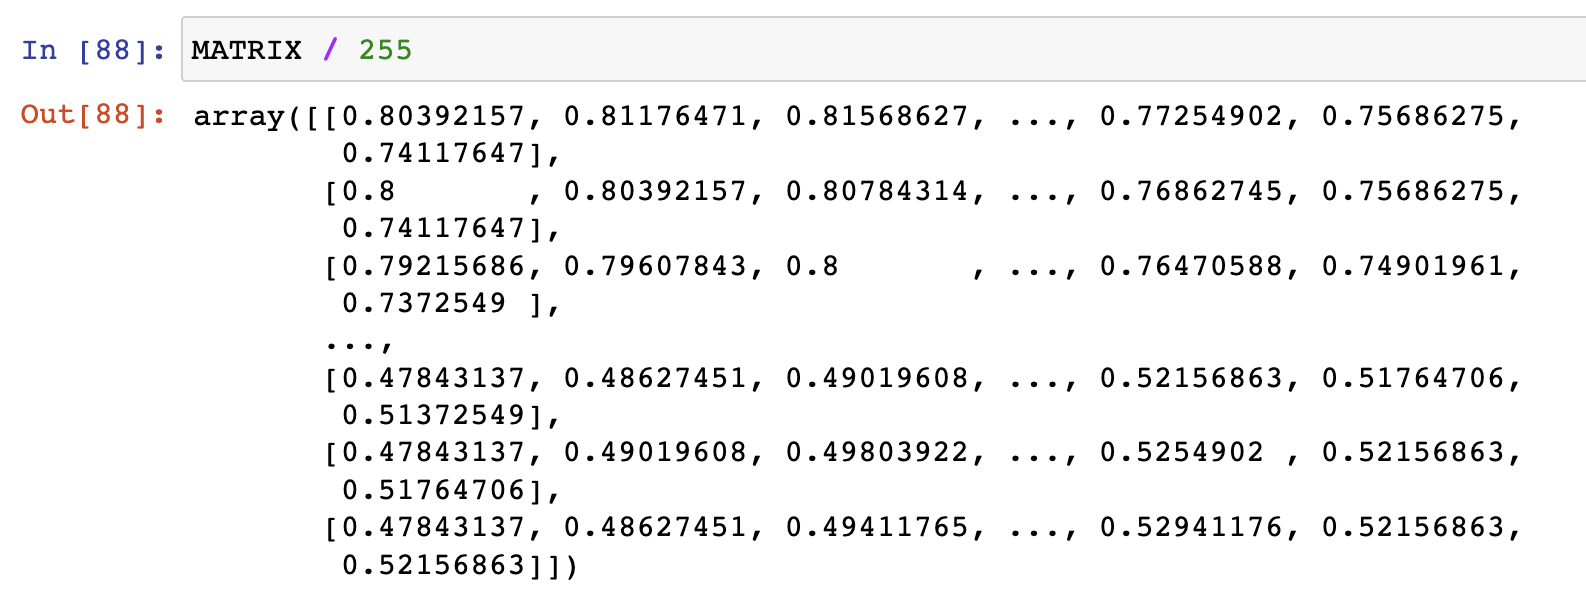 In [88]: MATRIX / 255
Out[88]: array([[0.80392157, 0.81176471, 0.81568627, ..., 0.77254902, 0.75686275,
0.74117647],
[0.8       , 0.80392157, 0.80784314, ..., 0.76862745, 0.75686275,
0.74117647],
[0.79215686, 0.79607843, 0.8       , ..., 0.76470588, 0.74901961,
0.7372549 ],
...,
[0.47843137, 0.48627451, 0.49019608, ..., 0.52156863, 0.51764706,
0.51372549],
[0.47843137, 0.49019608, 0.49803922, ..., 0.5254902 , 0.52156863,
0.51764706],
[0.47843137, 0.48627451, 0.49411765, ..., 0.52941176, 0.52156863,
0.52156863]])